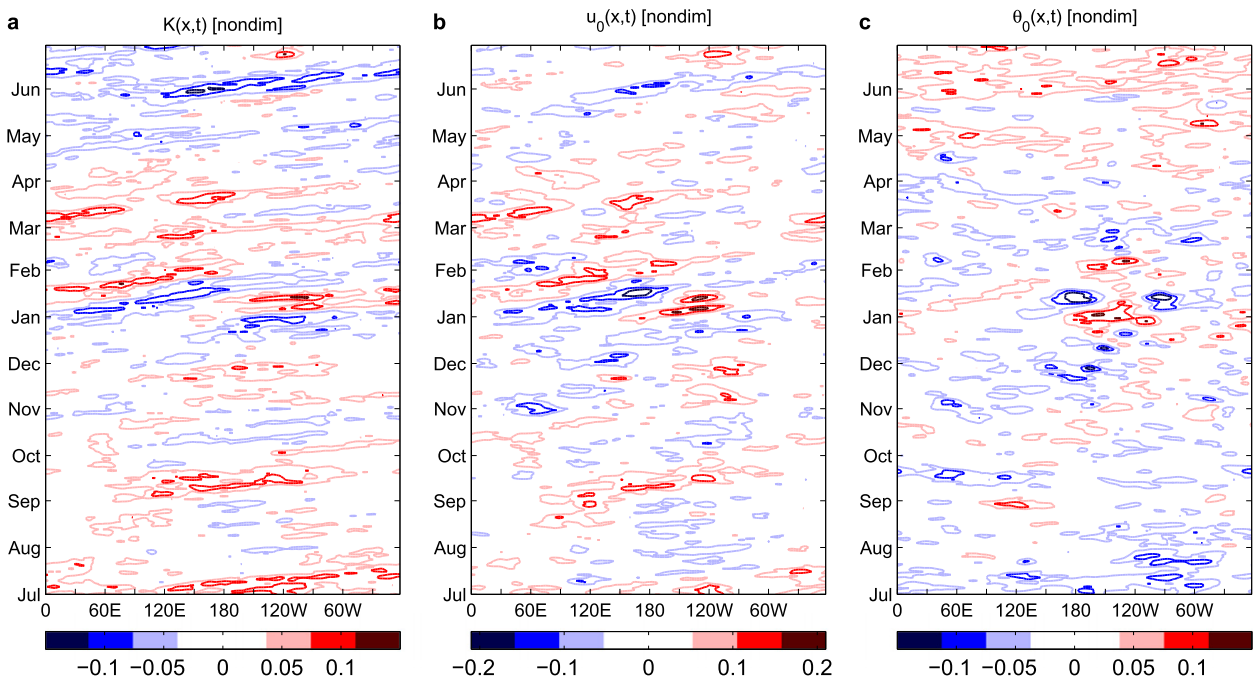 a
K(x,t) [nondim]
Jun
May
Apr
Mar
Feb
Jan
Dec
Nov
Oct
Sep
Aug
Jul
0 60E 120E 180 120W 60W
−0.1 −0.05 0 0.05 0.1
b
u₀(x,t) [nondim]
Jun
May
Apr
Mar
Feb
Jan
Dec
Nov
Oct
Sep
Aug
Jul
0 60E 120E 180 120W 60W
−0.2 −0.1 0 0.1 0.2
c
θ₀(x,t) [nondim]
Jun
May
Apr
Mar
Feb
Jan
Dec
Nov
Oct
Sep
Aug
Jul
0 60E 120E 180 120W 60W
−0.1 −0.05 0 0.05 0.1